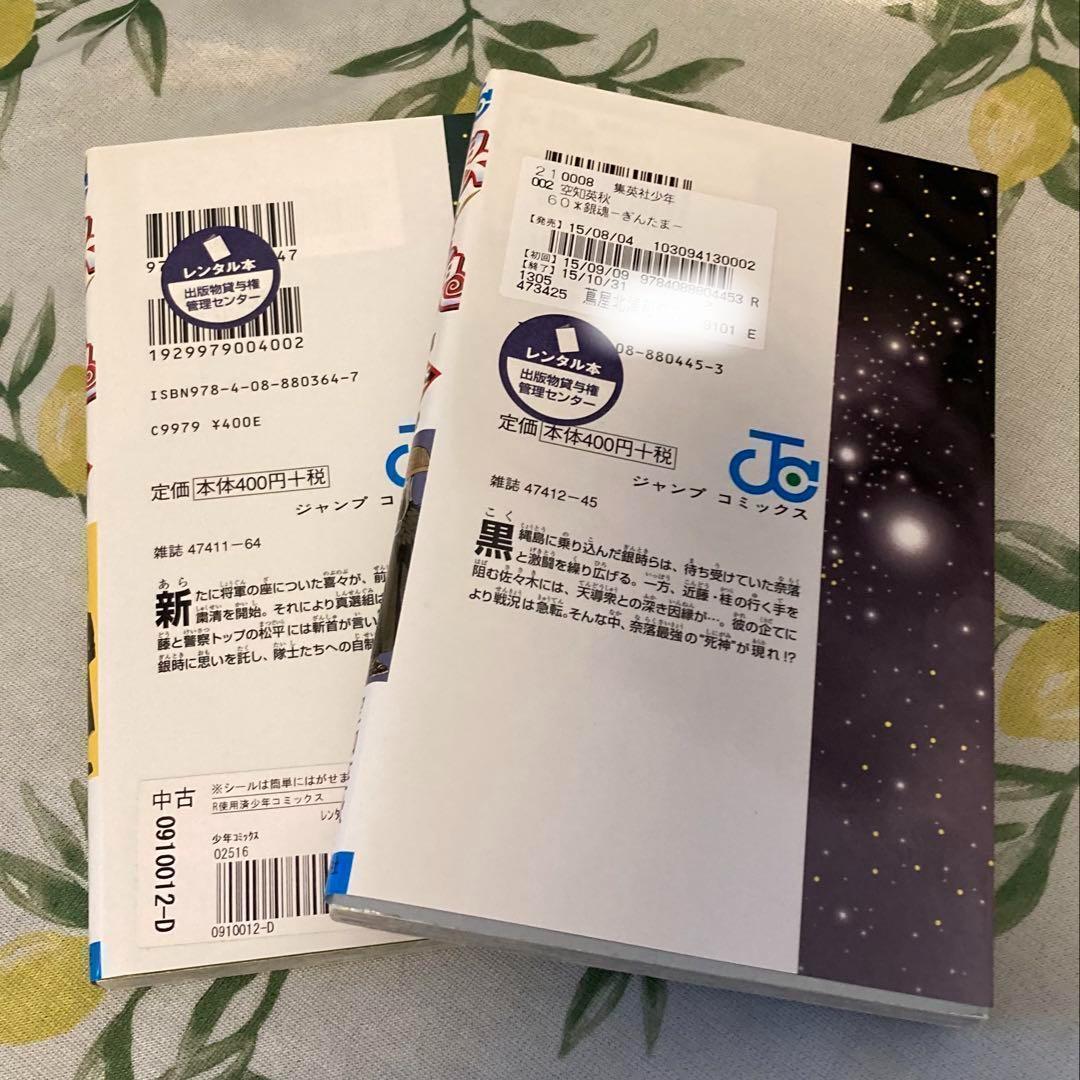 レンタル本
出版物貸与権
管理センター
1929979004002
ISBN978-4-08-880364-7
C9979 ¥400E
定価 本体400円+税
ジャンプ コ
雑誌 47411-64
新たに将軍の座についた喜々が、前
粛清を開始。それにより真選組は
藤と警察トップの松平には斬首が言い
銀時に思いを託し、隊士たちへの自制
中古
0910012-D
※シールは簡単にはがせま
R使用済少年コミックス
レンタ
少年コミックス
02516
0910012-D
210008 集英社少年
002 空知英秋
60*銀魂-ぎんたま-
【発売】15/08/04 103094130002
【初回】15/09/09 9784088804453 R
【終了】15/10/31
1305
473425 蔦屋北
9101 E
08-880445-3
レンタル本
出版物貸与権
管理センター
定価 本体400円+税
ジャンプ コミックス
雑誌 47412-45
黒縄島に乗り込んだ銀時らは、待ち受けていた奈落
と激闘を繰り広げる。一方、近藤・桂の行く手を
阻む佐々木には、天導衆との深き因縁が…。彼の企てに
より戦況は急転。そんな中、奈落最強の"死神"が現れ!?